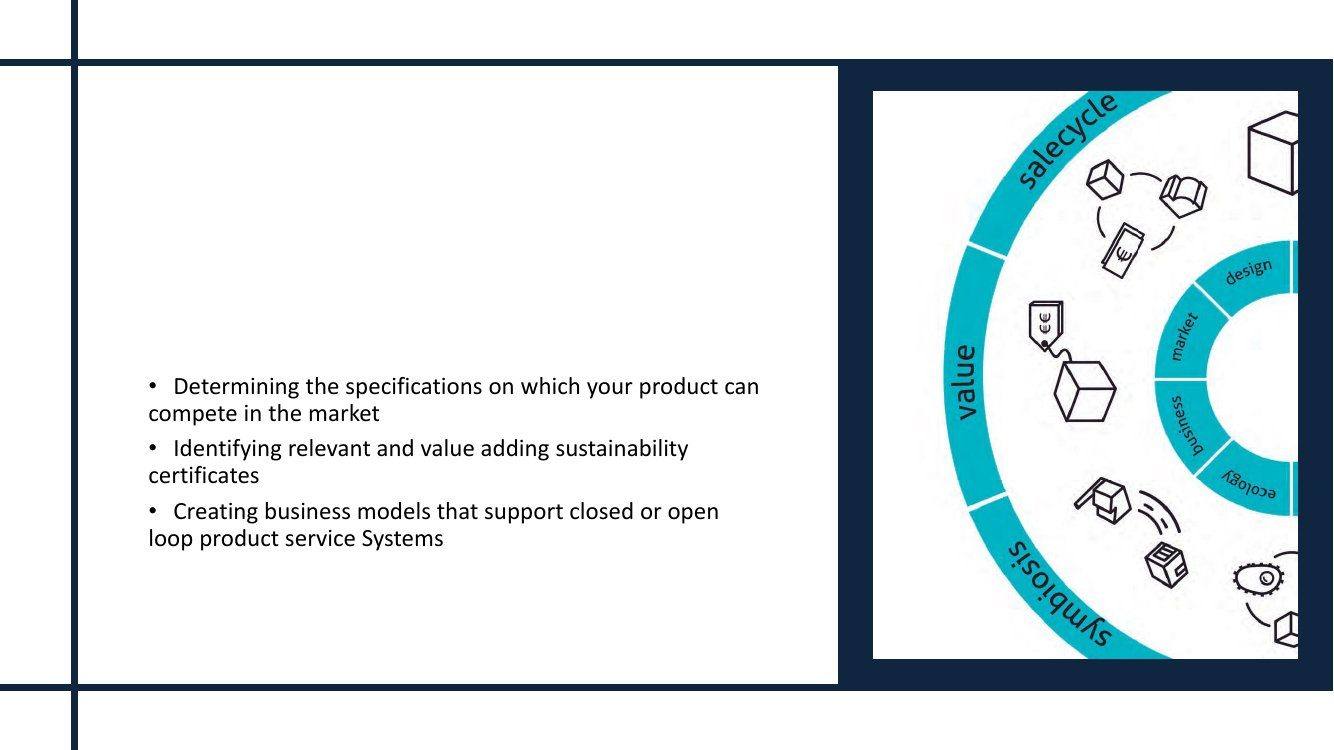 • Determining the specifications on which your product can
compete in the market
• Identifying relevant and value adding sustainability
certificates
• Creating business models that support closed or open
loop product service Systems
salecycle
value
symbiosis
design
market
business
ecology